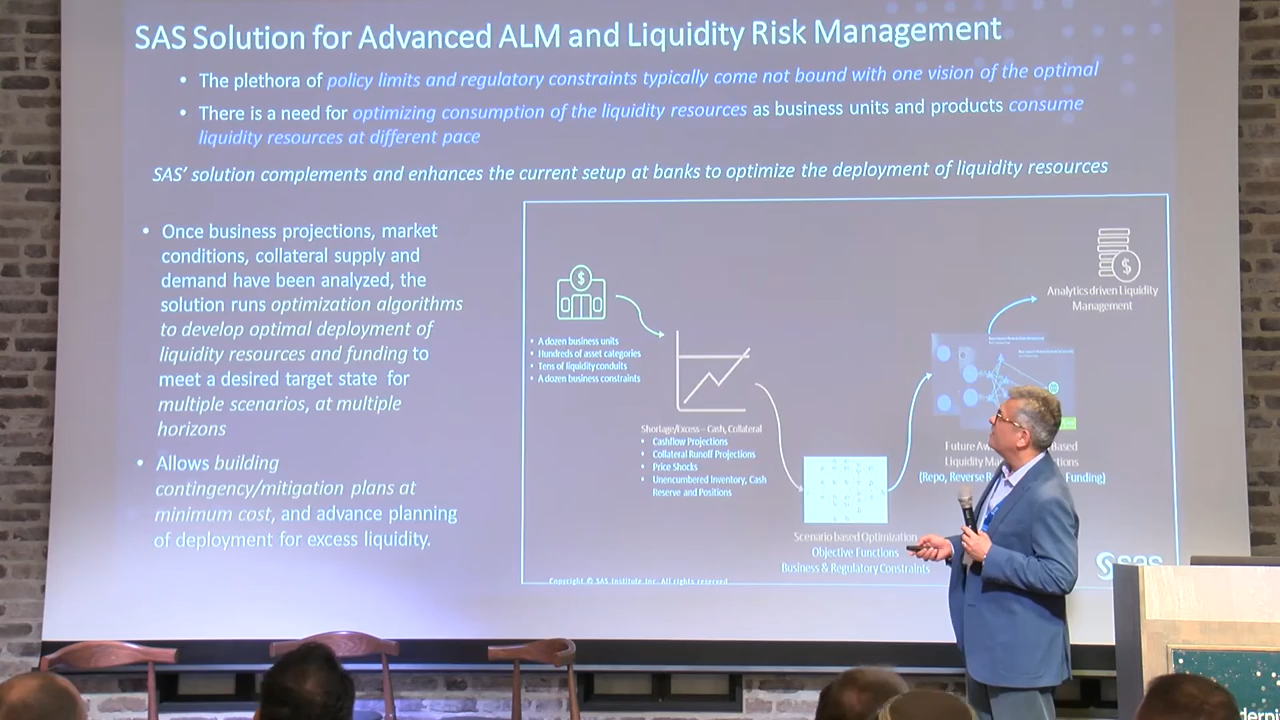 SAS Solution for Advanced ALM and Liquidity Risk Management
• The plethora of policy limits and regulatory constraints typically come not bound with one vision of the optimal
• There is a need for optimizing consumption of the liquidity resources as business units and products consume
liquidity resources at different pace
SAS' solution complements and enhances the current setup at banks to optimize the deployment of liquidity resources
• Once business projections, market
conditions, collateral supply and
demand have been analyzed, the
solution runs optimization algorithms
to develop optimal deployment of
liquidity resources and funding to
meet a desired target state for
multiple scenarios, at multiple
horizons
• Allows building
contingency/mitigation plans at
minimum cost, and advance planning
of deployment for excess liquidity.
• A dozen business units
• Hundreds of asset categories
• Tens of liquidity conduits
• A dozen business constraints
Shortage/Excess – Cash, Collateral
• Cashflow Projections
• Collateral Runoff Projections
• Price Shocks
• Unencumbered Inventory, Cash
Reserve and Positions
Scenario based Optimization
Objective Functions
Business & Regulatory Constraints
Future Based
Liquidity
(Repo, Reverse Funding)
Analytics driven Liquidity
Management
Copyright © SAS Institute Inc. All rights reserved
sas